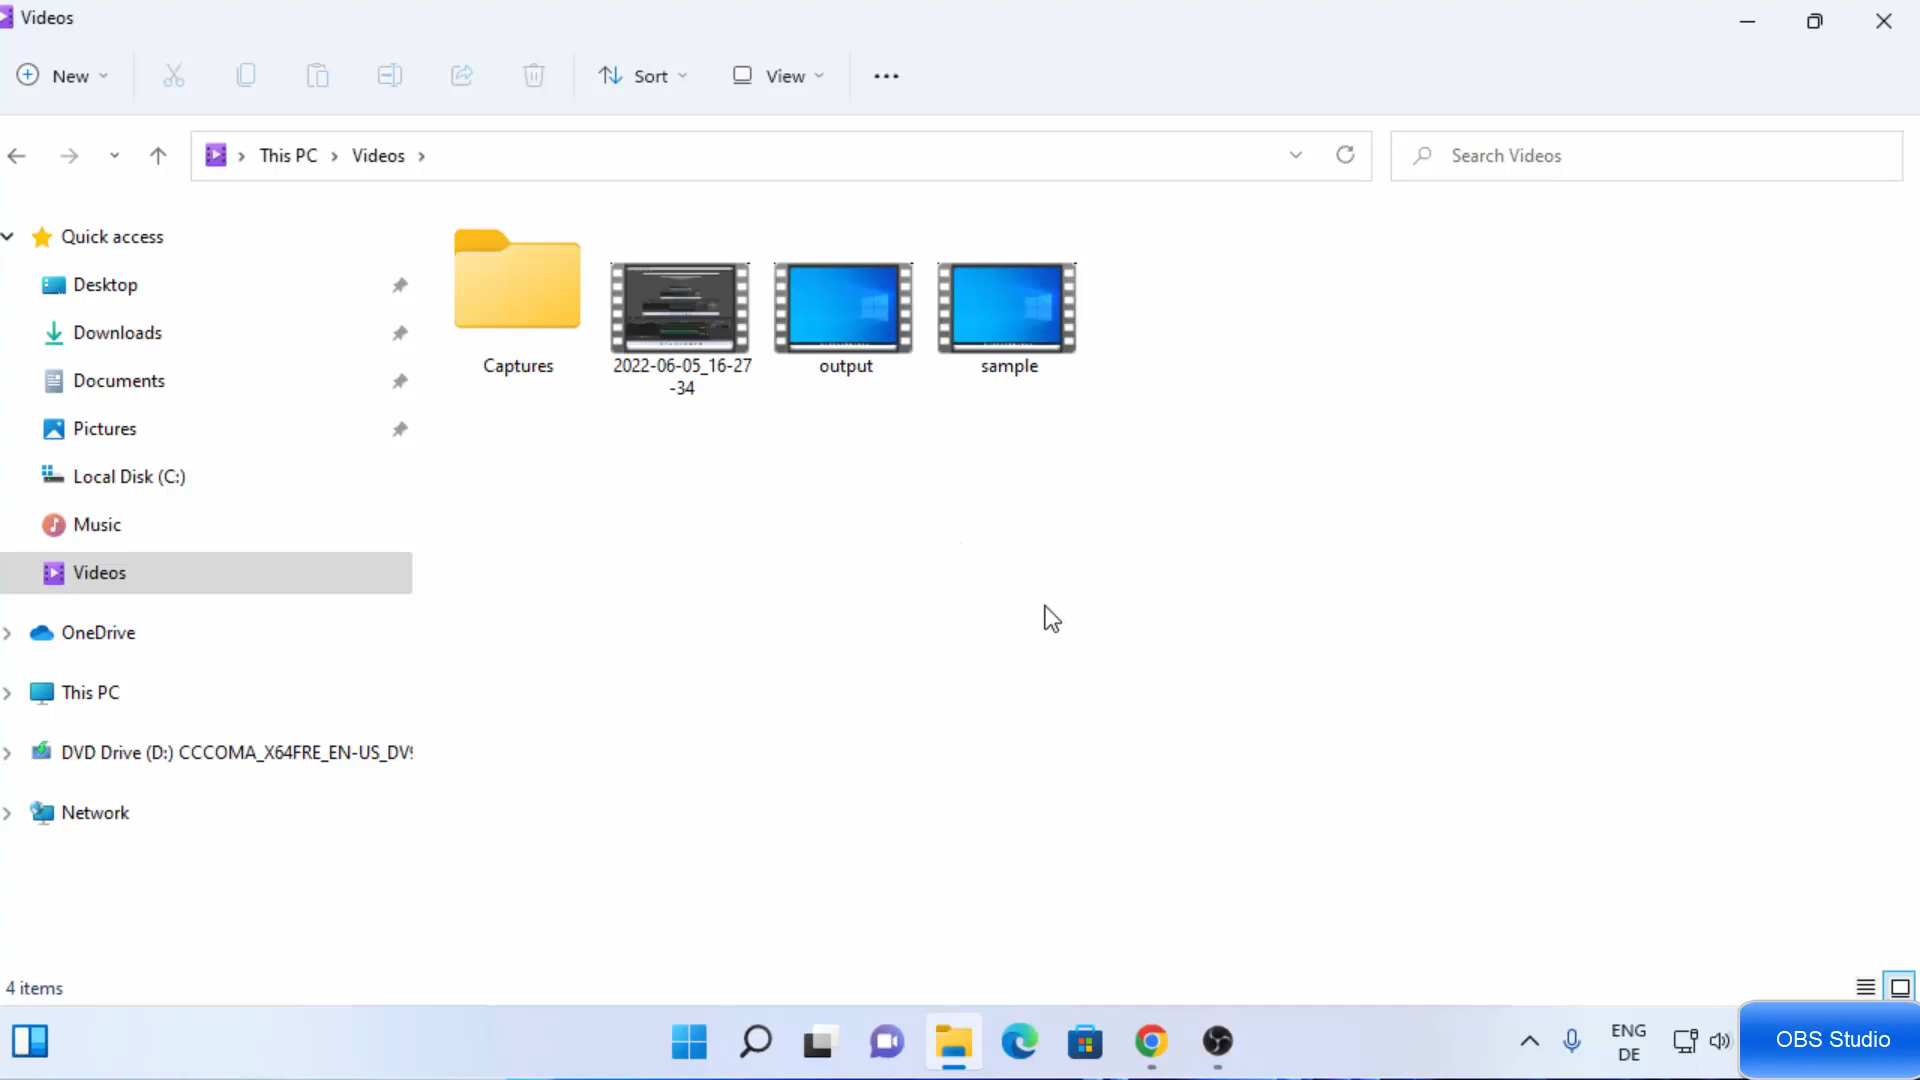 Videos
New
Sort
View
This PC
Videos
Search Videos
Quick access
Desktop
Downloads
Documents
Pictures
Local Disk (C:)
Music
Videos
OneDrive
This PC
DVD Drive (D:) CCCOMA_X64FRE_EN-US_DV
Network
Captures
2022-06-05_16-27
-34
output
sample
4 items
ENG
DE
OBS Studio